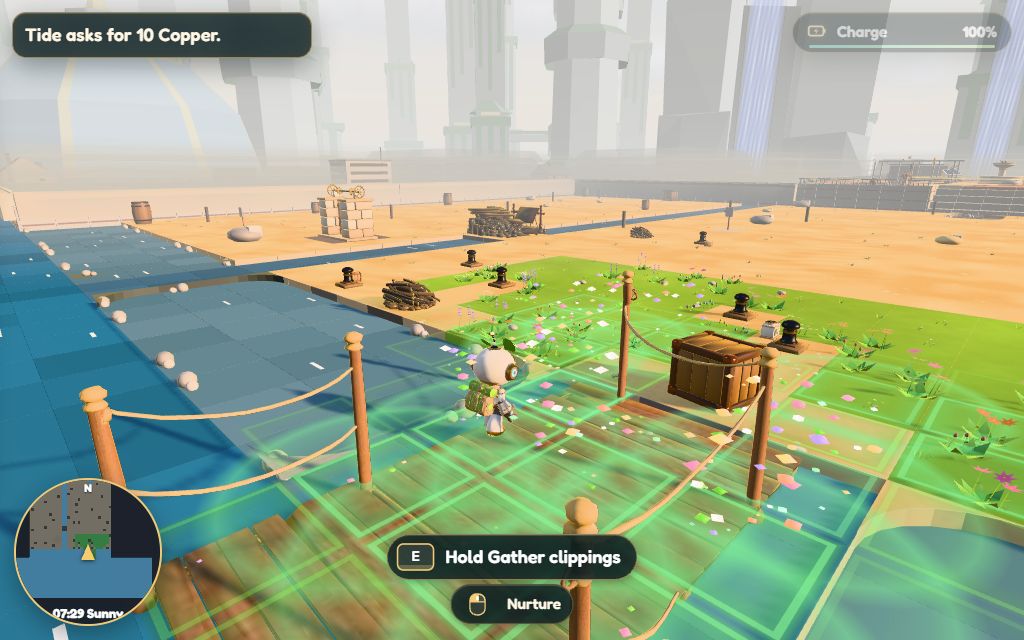 Tide asks for 10 Copper.
Charge 100%
N
07:29 Sunny
E Hold Gather clippings
Nurture